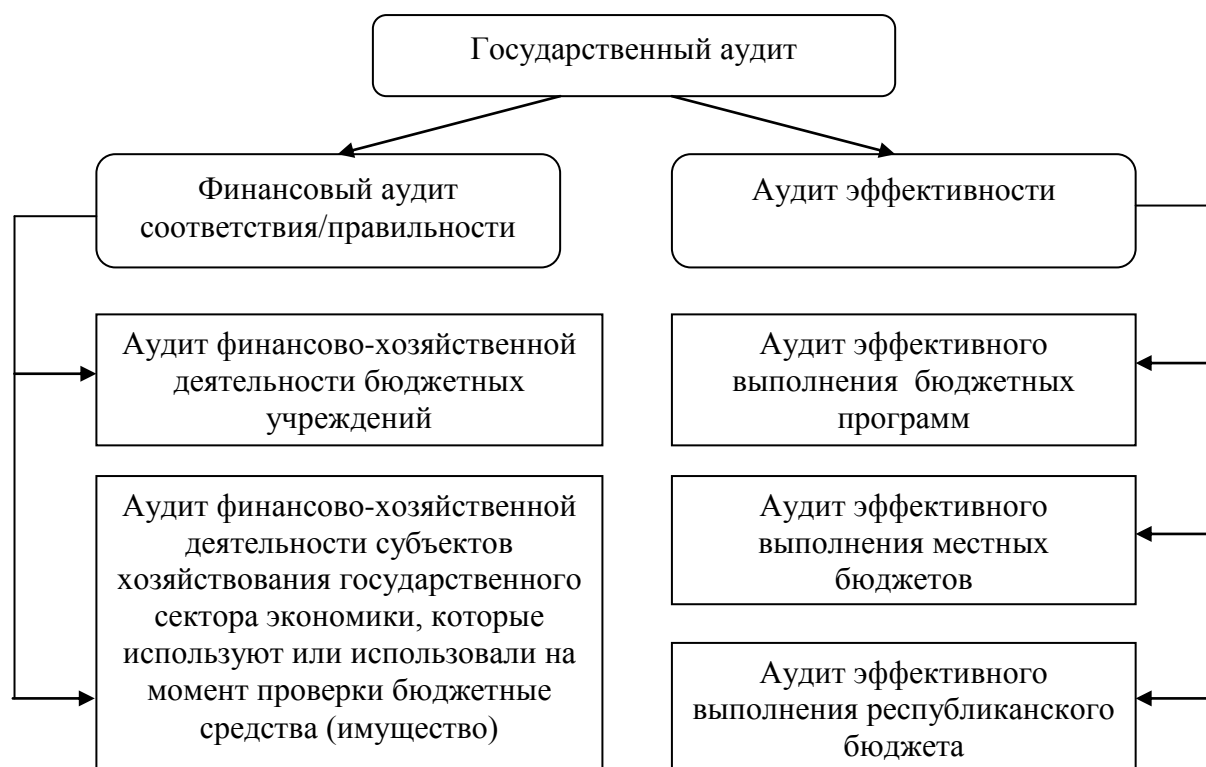 Государственный аудит
Финансовый аудит
соответствия/правильности
Аудит эффективности
Аудит финансово-хозяйственной
деятельности бюджетных
учреждений
Аудит эффективного
выполнения бюджетных
программ
Аудит финансово-хозяйственной
деятельности субъектов
хозяйствования государственного
сектора экономики, которые
используют или использовали на
момент проверки бюджетные
средства (имущество)
Аудит эффективного
выполнения местных
бюджетов
Аудит эффективного
выполнения республиканского
бюджета